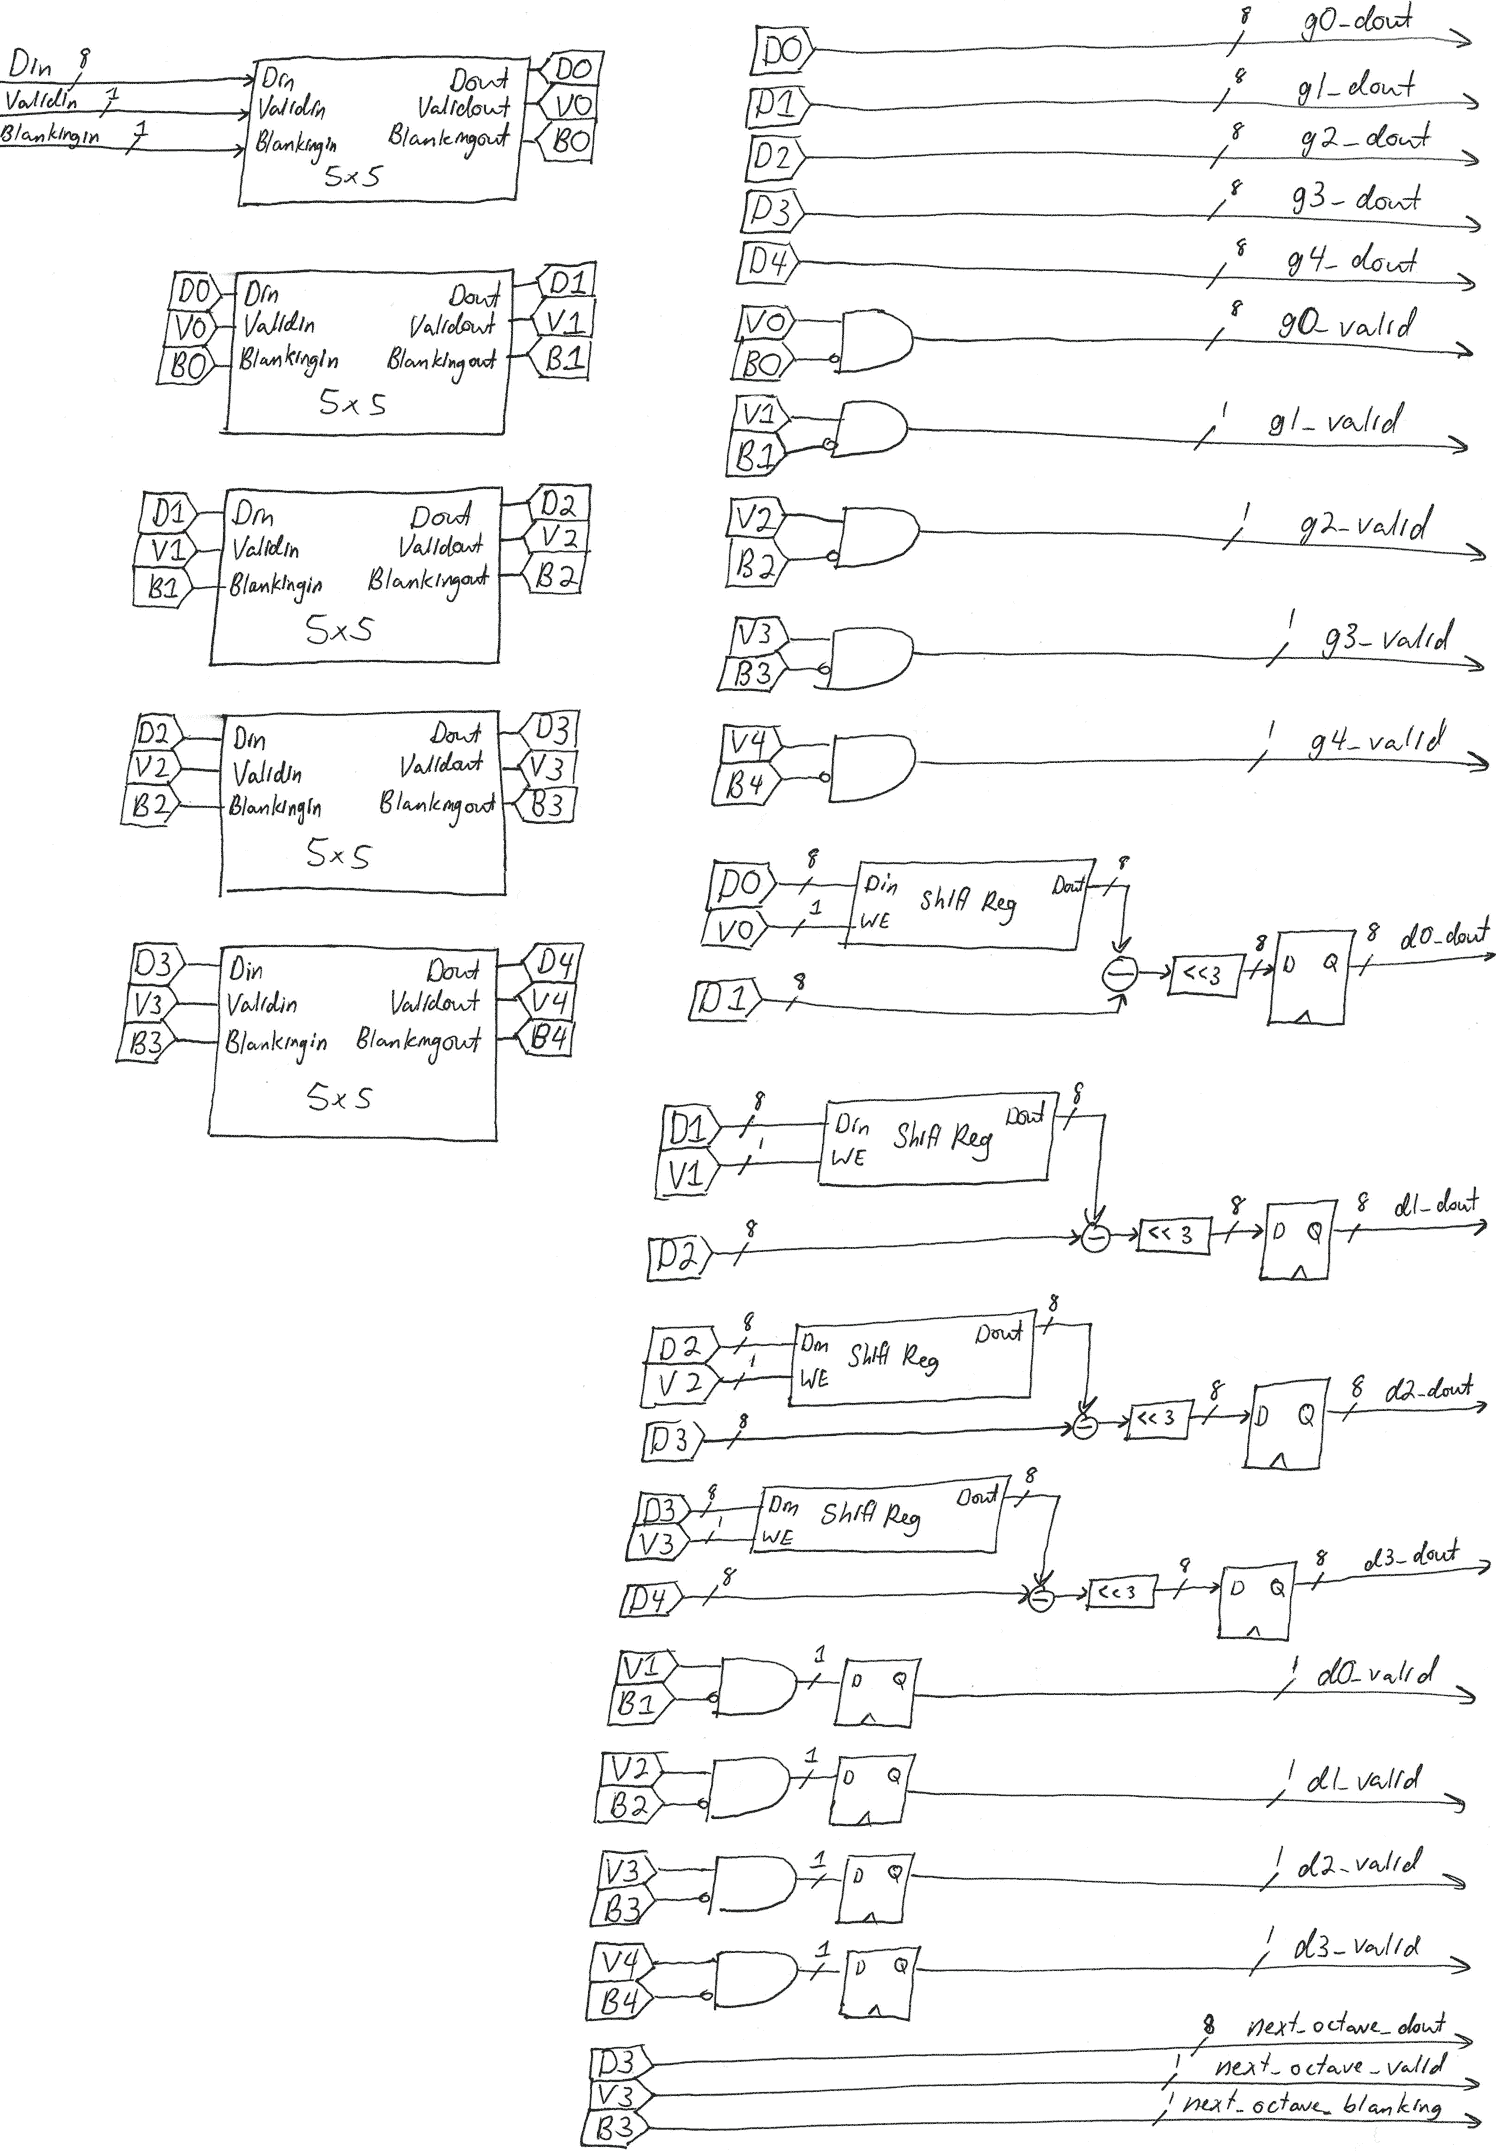 Din 8
Validin 1
Blankingin 1
Din Dout D0
Validin Validout V0
Blankingin Blankingout B0
5x5
D0 Din Dout D1
V0 Validin Validout V1
B0 Blankingin Blankingout B1
5x5
D1 Din Dout D2
V1 Validin Validout V2
B1 Blankingin Blankingout B2
5x5
D2 Din Dout D3
V2 Validin Validout V3
B2 Blankingin Blankingout B3
5x5
D3 Din Dout D4
V3 Validin Validout V4
B3 Blankingin Blankingout B4
5x5
D0 8 g0_dout
D1 8 g1_dout
D2 8 g2_dout
D3 8 g3_dout
D4 8 g4_dout
V0 8 g0_valid
B0
V1 1 g1_valid
B1
V2 1 g2_valid
B2
V3 1 g3_valid
B3
V4 1 g4_valid
B4
D0 8 Din Shift Reg Dout 8
V0 1 WE
D1 8 − <<3 8 D Q 8 d0_dout
D1 8 Din Shift Reg Dout 8
V1 1 WE
D2 8 − <<3 8 D Q 8 d1_dout
D2 8 Din Shift Reg Dout 8
V2 1 WE
D3 8 − <<3 8 D Q 8 d2_dout
D3 8 Din Shift Reg Dout 8
V3 1 WE
D4 8 − <<3 8 D Q 8 d3_dout
V1 1 D Q 1 d0_valid
B1
V2 1 D Q 1 d1_valid
B2
V3 1 D Q 1 d2_valid
B3
V4 1 D Q 1 d3_valid
B4
D3 8 next_octave_dout
V3 1 next_octave_valid
B3 1 next_octave_blanking